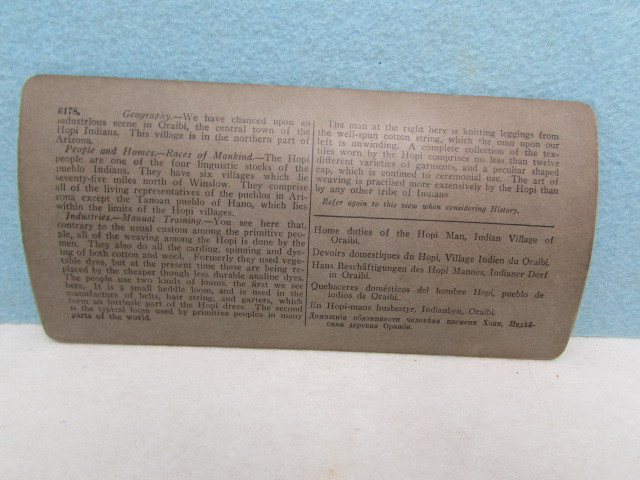 6178.
Geography.—We have chanced upon an
industrious scene in Oraibi, the central town of the
Hopi Indians. This village is in the northern part of
Arizona.
People and Homes.—Races of Mankind.—The Hopi
people are one of the four linguistic stocks of the
pueblo Indians. They have six villages which lie
seventy-five miles north of Winslow. They comprise
all of the living representatives of the pueblos in Ari-
zona except the Tanoan pueblo of Hano, which lies
within the limits of the Hopi villages.
Industries.—Manual Training.—You see here that,
contrary to the usual custom among the primitive peo-
ple, all of the weaving among the Hopi is done by the
men. They also do all the carding, spinning and dye-
ing of both cotton and wool. Formerly they used vege-
table dyes, but at the present time these are being re-
placed by the cheaper though less durable analine dyes.
The people use two kinds of looms, the first we see
here. It is a small heddle loom, and is used in the
manufacture of belts, hair string, and garters, which
form an intrinsic part of the Hopi dress. The second
is the typical loom used by primitive peoples in many
parts of the world.
The man at the right here is knitting leggings from
the well-spun cotton string, which the man upon our
left is unwinding. A complete collection of the tex-
tiles worn by the Hopi comprises no less than twelve
different varieties of garments, and a peculiar shaped
cap, which is confined to ceremonial use. The art of
weaving is practised more extensively by the Hopi than
by any other tribe of Indians
Refer again to this view when considering History.
Home duties of the Hopi Man, Indian Village of
Oraibi.
Devoirs domestiques du Hopi, Village Indien du Oraibi.
Hans Beschäftigungen des Hopi Mannes, Indianer Dorf
in Oraibi.
Quehaceres domésticos del hombre Hopi, pueblo de
indios de Oraibi.
En Hopi-mans husbestyr, Indianbyn, Oraibi.
Домашнія обязанности человѣка племени Хопи, Индѣй-
ская деревня Орайби.